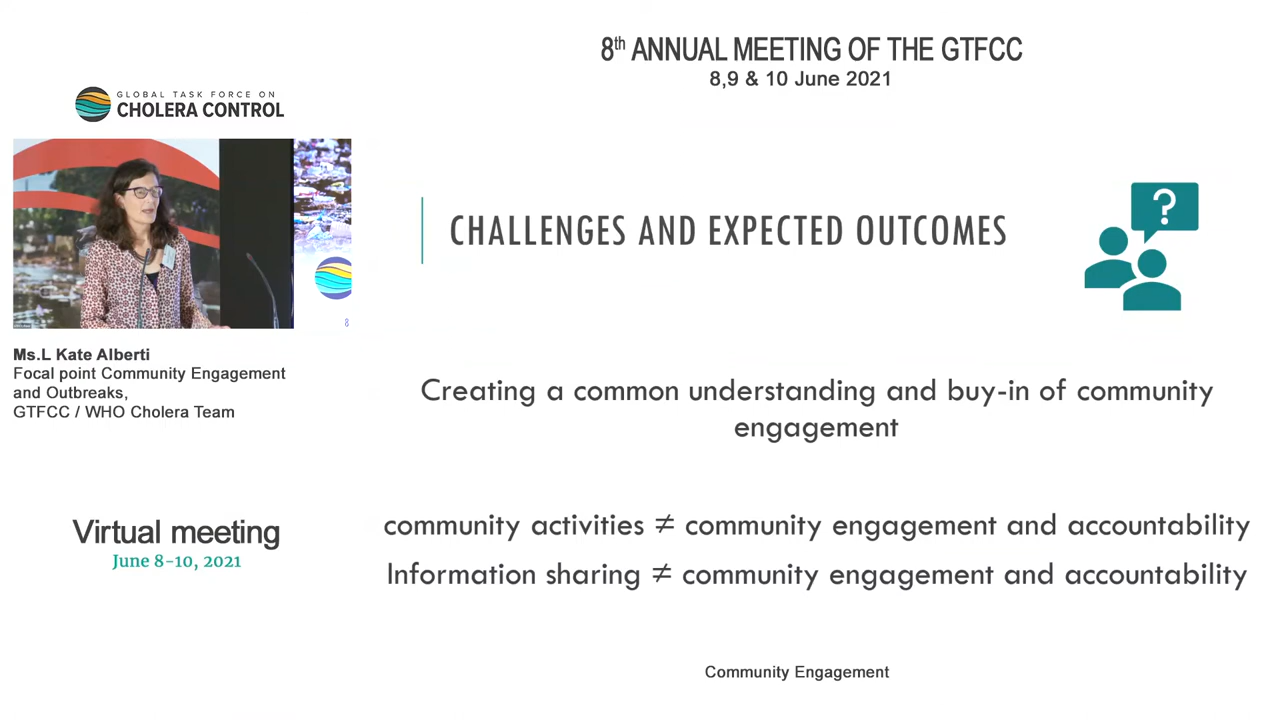 8th ANNUAL MEETING OF THE GTFCC
8,9 & 10 June 2021
GLOBAL TASK FORCE ON
CHOLERA CONTROL
CHALLENGES AND EXPECTED OUTCOMES
?
8
Ms.L Kate Alberti
Focal point Community Engagement
and Outbreaks,
GTFCC / WHO Cholera Team
Creating a common understanding and buy-in of community
engagement
Virtual meeting
June 8-10, 2021
community activities ≠ community engagement and accountability
Information sharing ≠ community engagement and accountability
Community Engagement